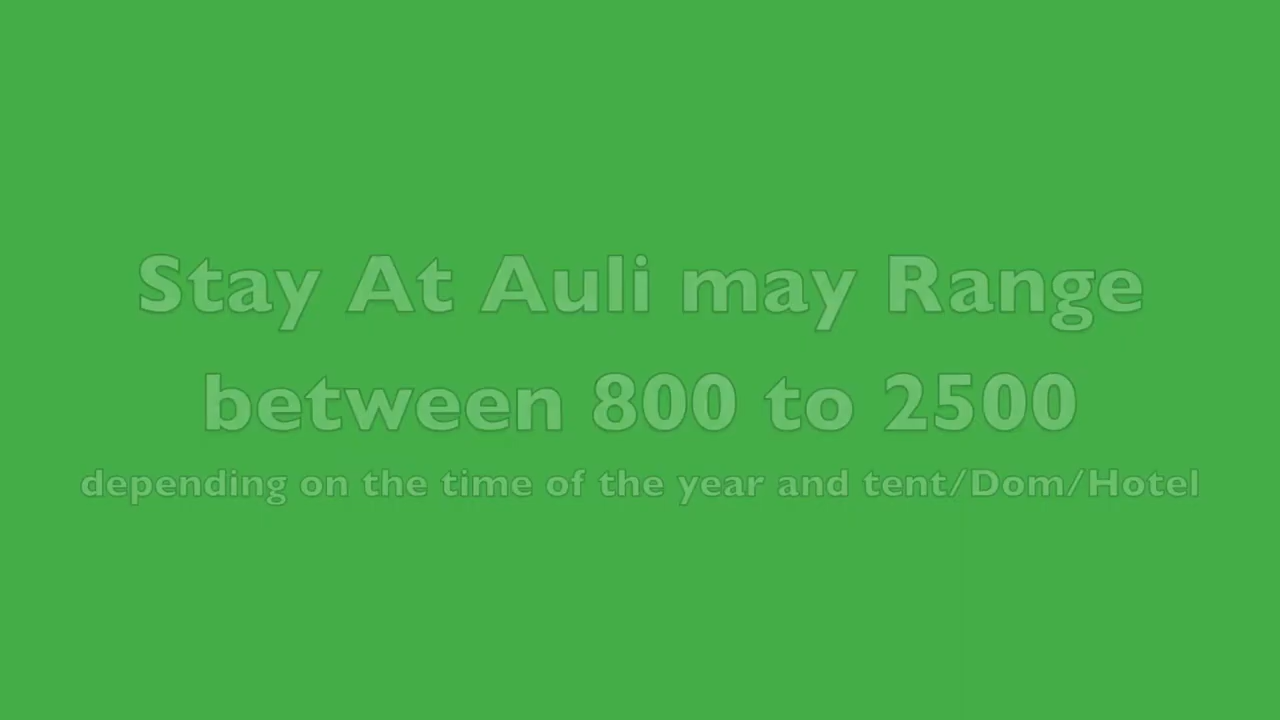 Stay At Auli may Range
between 800 to 2500
depending on the time of the year and tent/Dom/Hotel